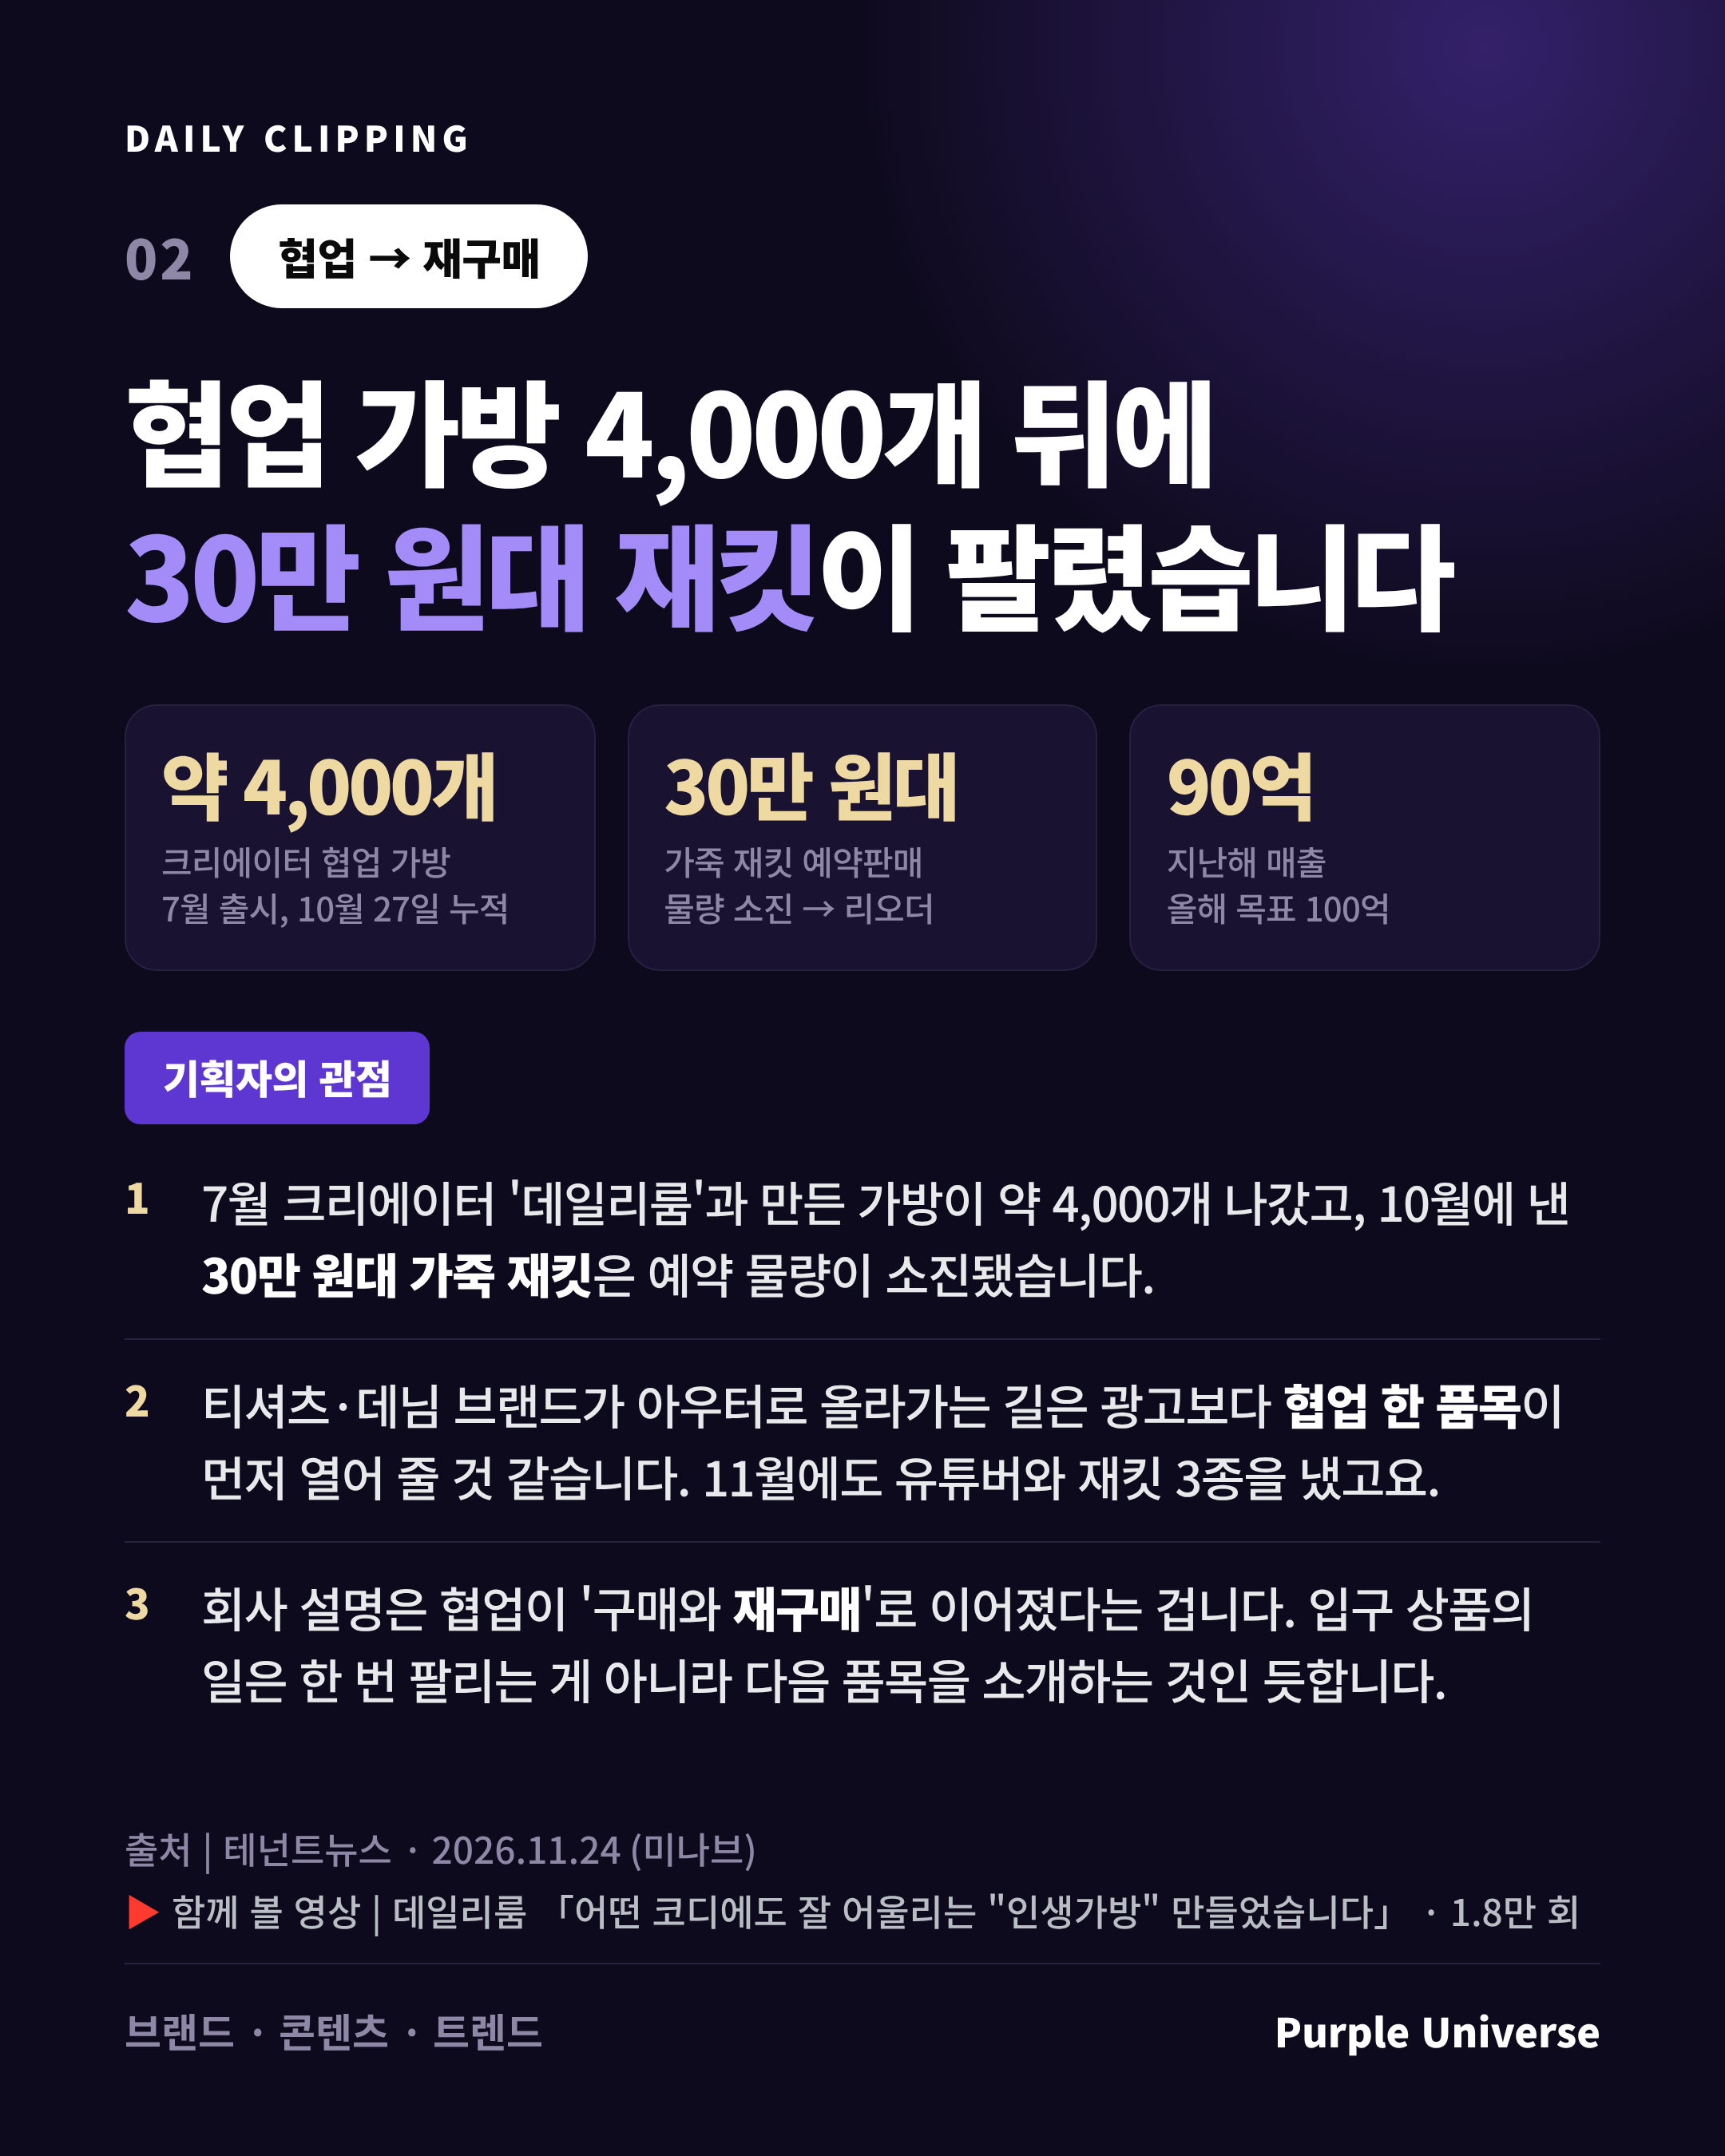 DAILY CLIPPING
02 협업 → 재구매
협업 가방 4,000개 뒤에
30만 원대 재킷이 팔렸습니다
약 4,000개
크리에이터 협업 가방
7월 출시, 10월 27일 누적
30만 원대
가죽 재킷 예약판매
물량 소진 → 리오더
90억
지난해 매출
올해 목표 100억
기획자의 관점
1 7월 크리에이터 '데일리룸'과 만든 가방이 약 4,000개 나갔고, 10월에 낸
30만 원대 가죽 재킷은 예약 물량이 소진됐습니다.
2 티셔츠·데님 브랜드가 아우터로 올라가는 길은 광고보다 협업 한 품목이
먼저 열어 줄 것 같습니다. 11월에도 유튜버와 재킷 3종을 냈고요.
3 회사 설명은 협업이 '구매와 재구매'로 이어졌다는 겁니다. 입구 상품의
일은 한 번 팔리는 게 아니라 다음 품목을 소개하는 것인 듯합니다.
출처 | 테넌트뉴스 · 2026.11.24 (미나브)
▶ 함께 볼 영상 | 데일리룸 「어떤 코디에도 잘 어울리는 "인생가방" 만들었습니다」 · 1.8만 회
브랜드 · 콘텐츠 · 트렌드
Purple Universe